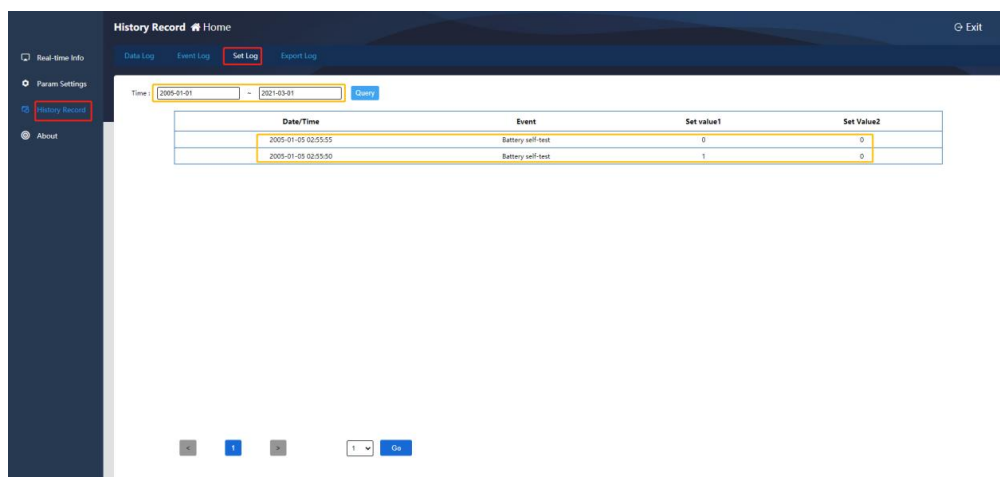 History Record Home
Exit
Real-time Info
Param Settings
History Record
About
Data Log Event Log Set Log Export Log
Time : 2005-01-01 ~ 2021-03-01 Query
Date/Time Event Set value1 Set Value2
2005-01-05 02:55:55 Battery self-test 0 0
2005-01-05 02:55:50 Battery self-test 1 0
< 1 > 1 Go